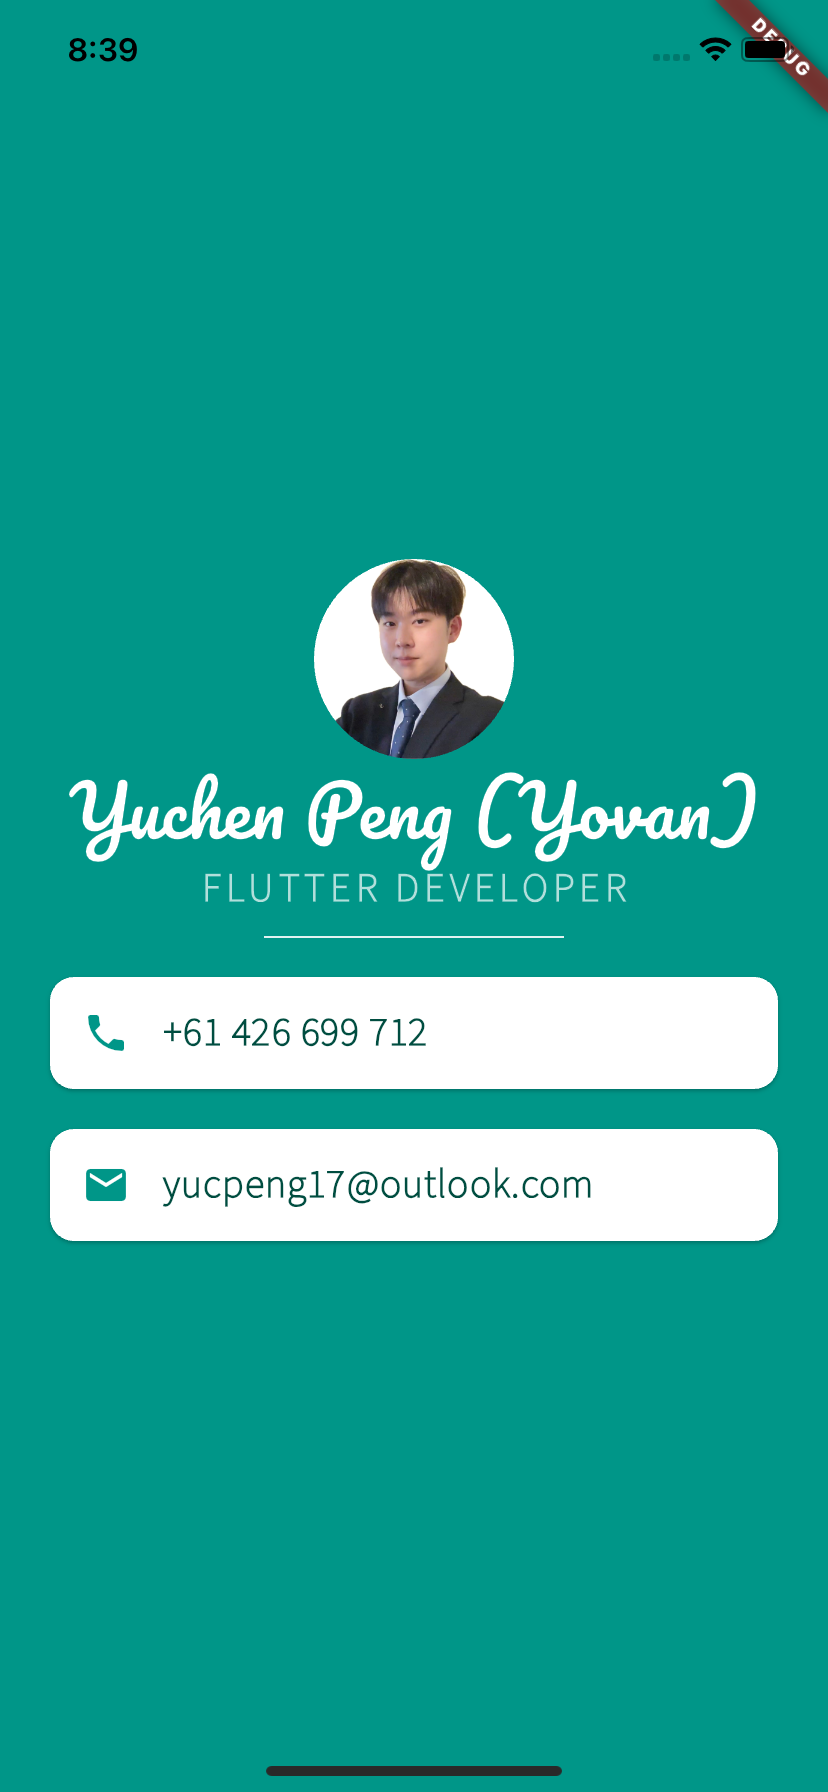 8:39
DEBUG
Yuchen Peng (Yovan)
FLUTTER DEVELOPER
+61 426 699 712
yucpeng17@outlook.com